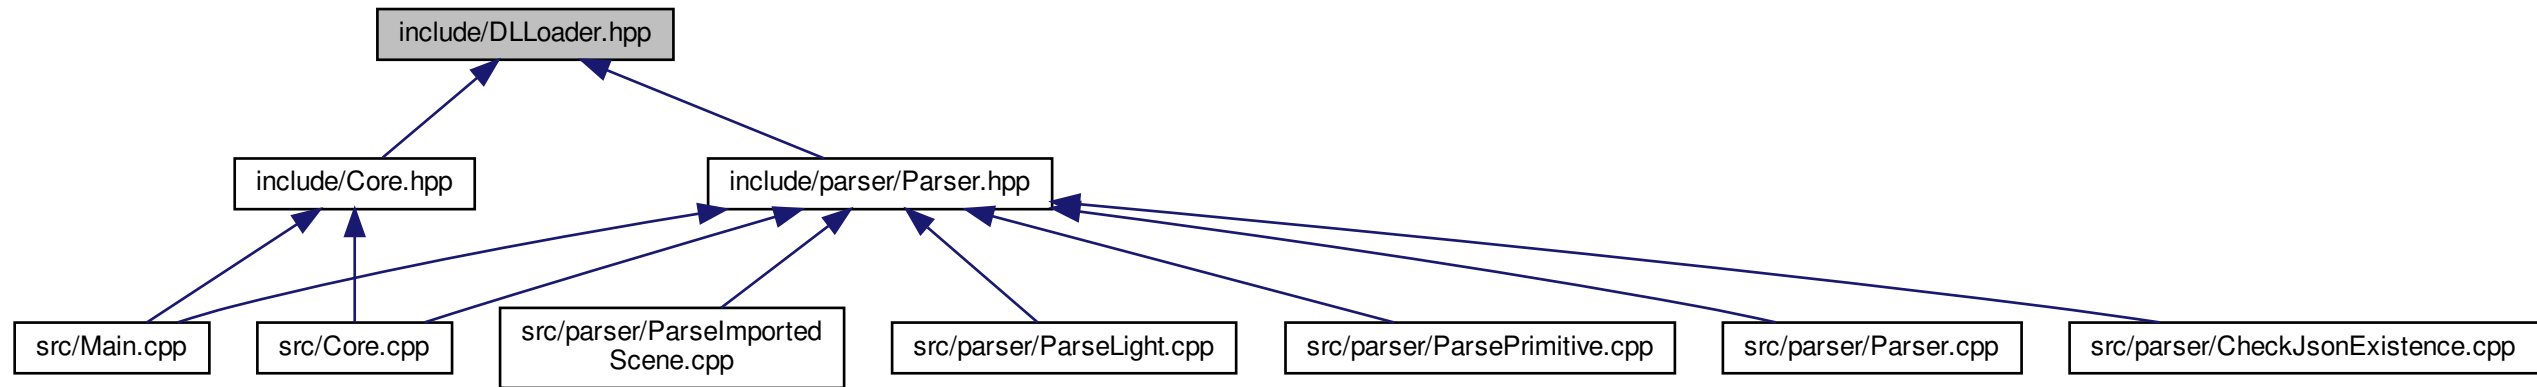 include/DLLoader.hpp
include/Core.hpp
include/parser/Parser.hpp
src/Main.cpp
src/Core.cpp
src/parser/ParseImported
Scene.cpp
src/parser/ParseLight.cpp
src/parser/ParsePrimitive.cpp
src/parser/Parser.cpp
src/parser/CheckJsonExistence.cpp